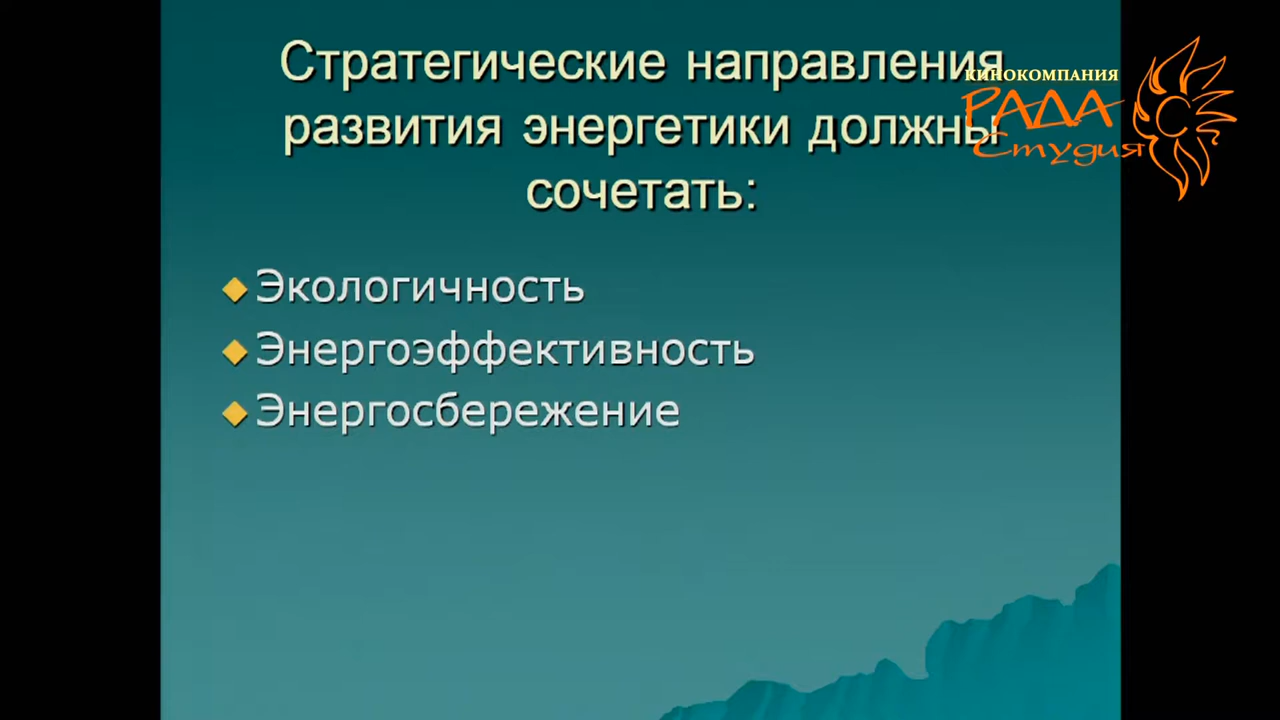 Стратегические направления
развития энергетики должны
сочетать:
КИНОКОМПАНИЯ
РАДА
Студия
Экологичность
Энергоэффективность
Энергосбережение